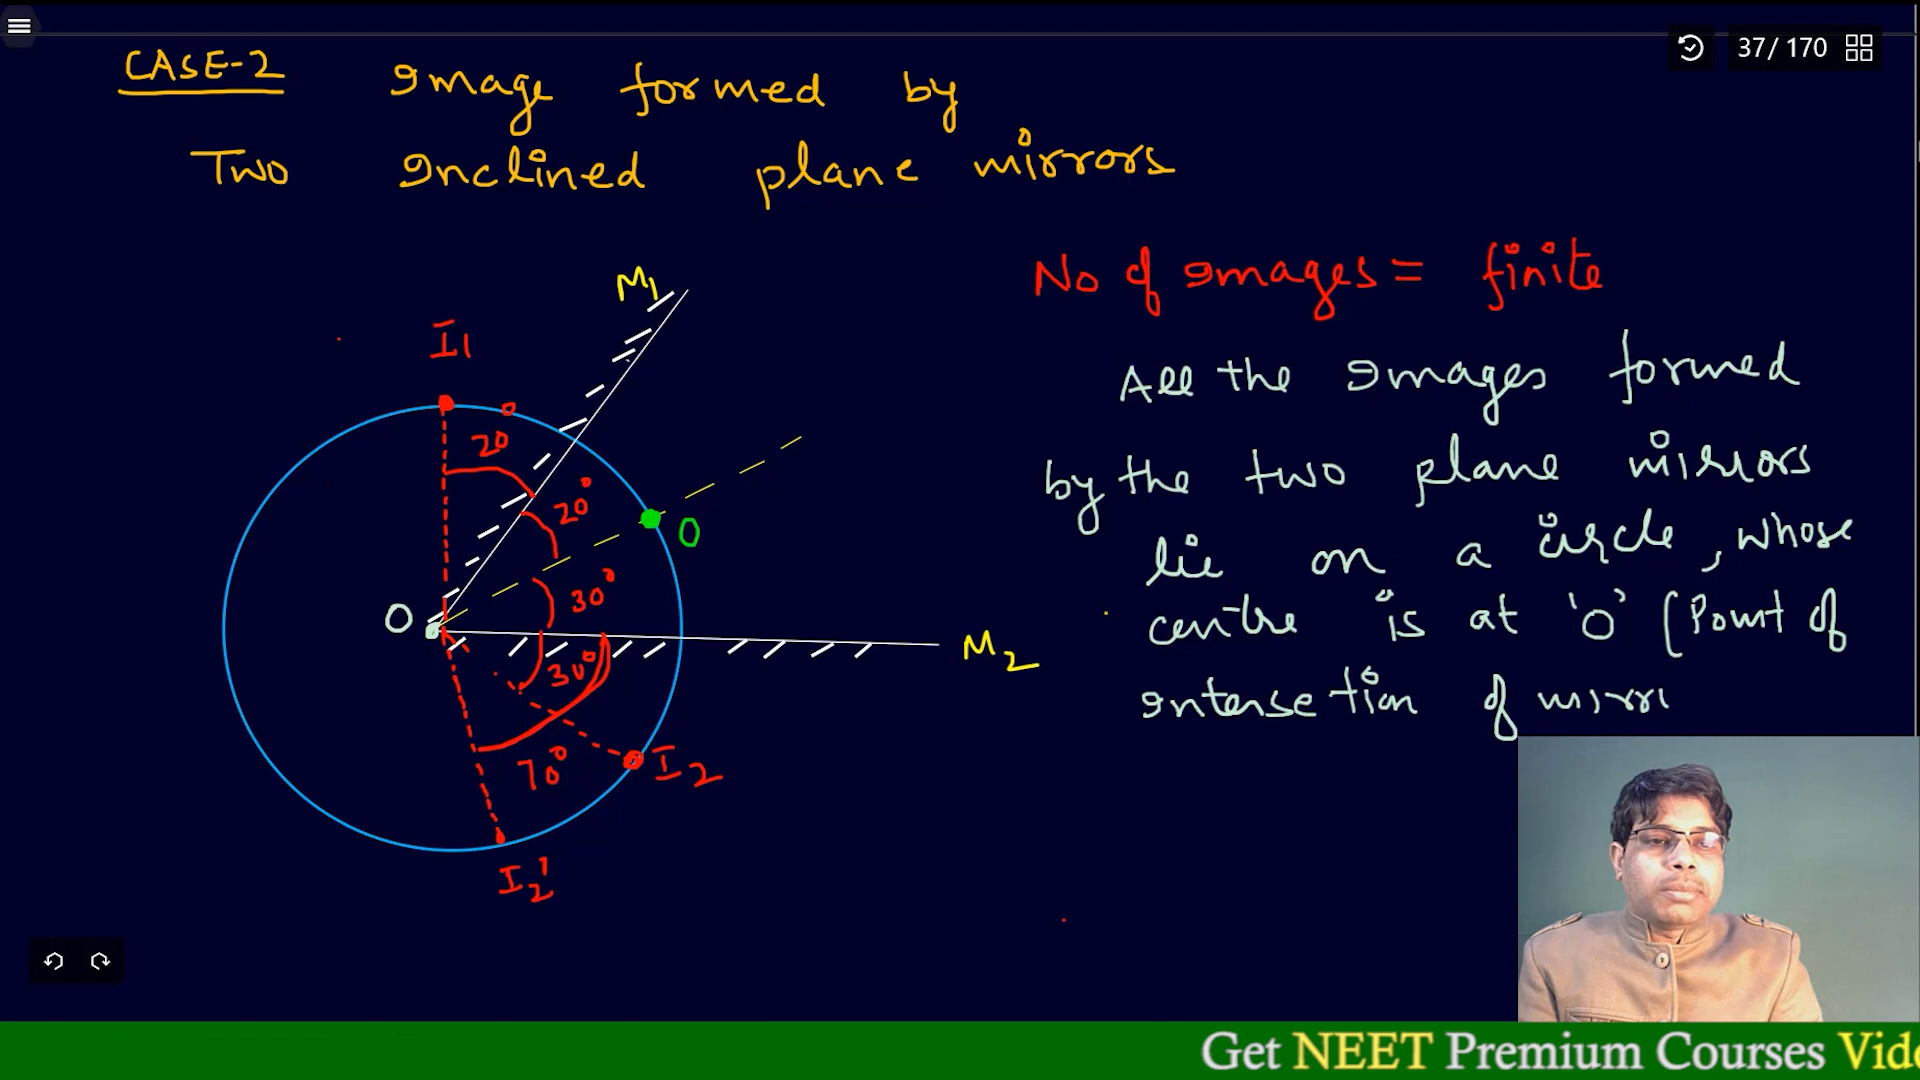 37/ 170
CASE-2 Image formed by
Two Inclined plane mirrors
No of Images = finite
All the Images formed
by the two plane mirrors
lie on a circle, whose
centre is at 'O' (Point of
intersetion of mirr
M1
I1
20°
20°
O
30°
O
M2
30°
I2
70°
I2'
Get NEET Premium Courses Vide